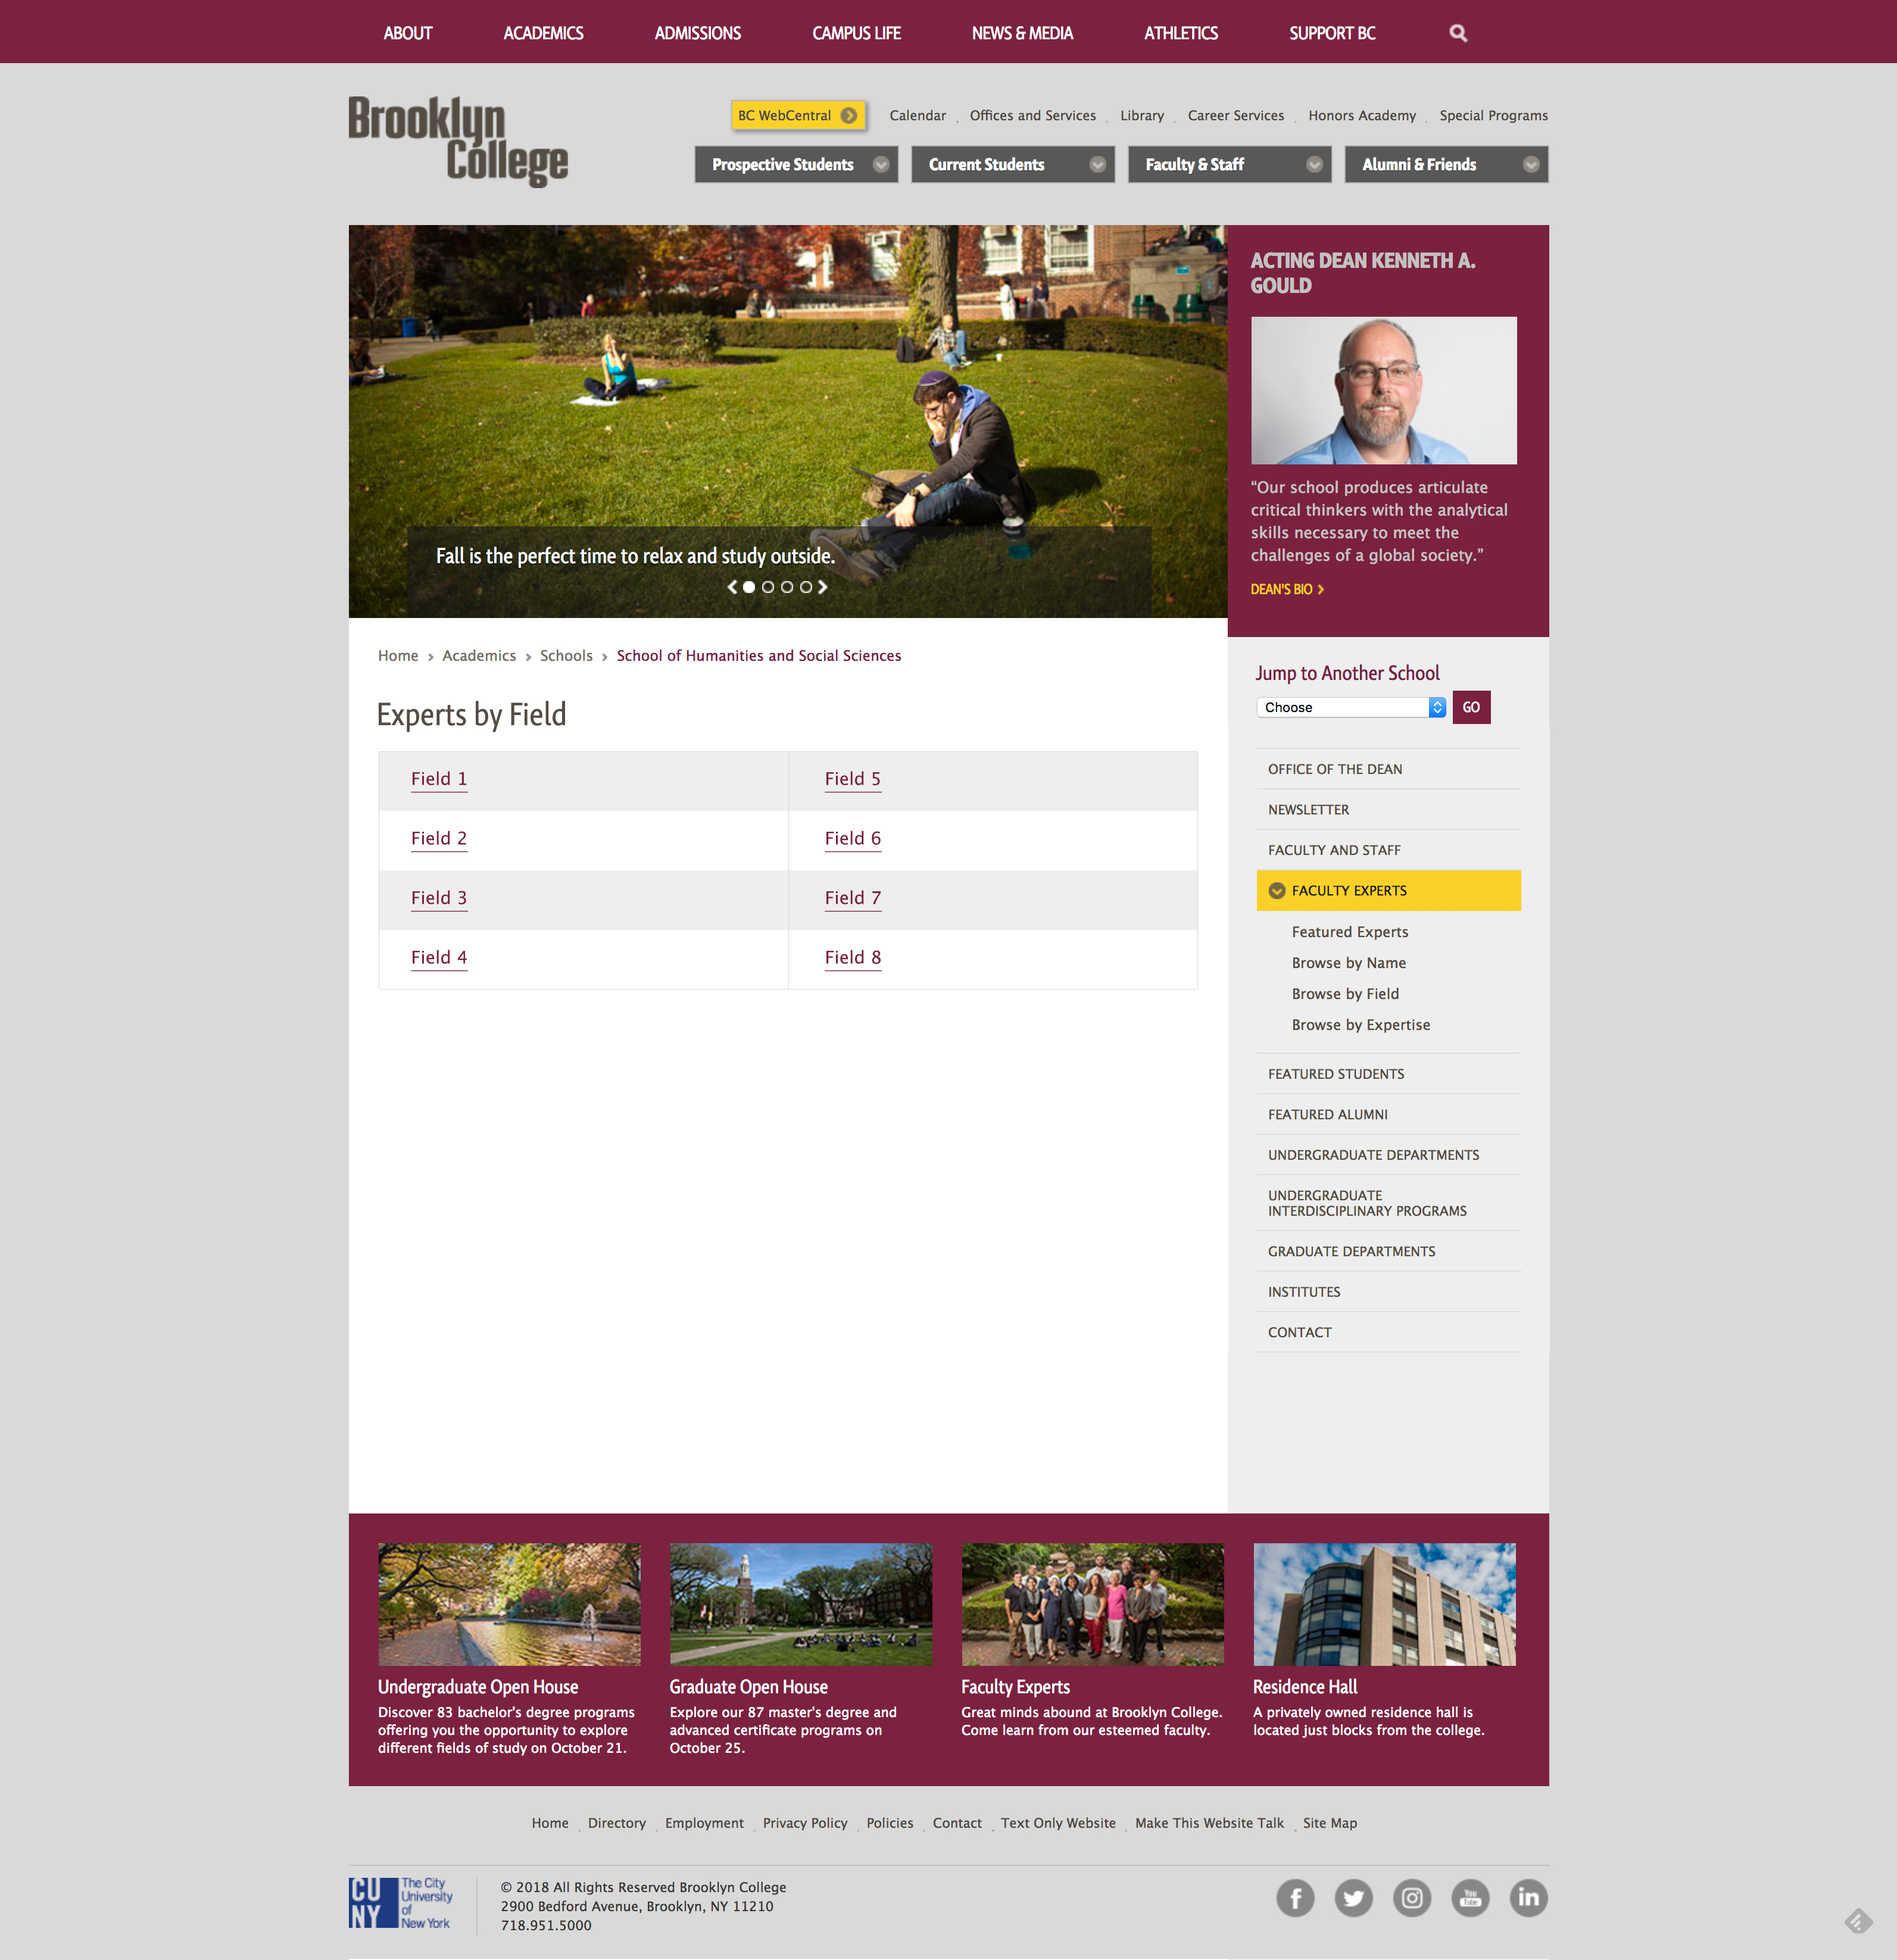 ABOUT ACADEMICS ADMISSIONS CAMPUS LIFE NEWS & MEDIA ATHLETICS SUPPORT BC
Brooklyn
College
BC WebCentral Calendar Offices and Services Library Career Services Honors Academy Special Programs
Prospective Students Current Students Faculty & Staff Alumni & Friends
Fall is the perfect time to relax and study outside.
ACTING DEAN KENNETH A.
GOULD
“Our school produces articulate
critical thinkers with the analytical
skills necessary to meet the
challenges of a global society.”
DEAN'S BIO
Home › Academics › Schools › School of Humanities and Social Sciences
Experts by Field
Field 1 Field 5
Field 2 Field 6
Field 3 Field 7
Field 4 Field 8
Jump to Another School
Choose GO
OFFICE OF THE DEAN
NEWSLETTER
FACULTY AND STAFF
FACULTY EXPERTS
Featured Experts
Browse by Name
Browse by Field
Browse by Expertise
FEATURED STUDENTS
FEATURED ALUMNI
UNDERGRADUATE DEPARTMENTS
UNDERGRADUATE
INTERDISCIPLINARY PROGRAMS
GRADUATE DEPARTMENTS
INSTITUTES
CONTACT
Undergraduate Open House
Discover 83 bachelor's degree programs
offering you the opportunity to explore
different fields of study on October 21.
Graduate Open House
Explore our 87 master's degree and
advanced certificate programs on
October 25.
Faculty Experts
Great minds abound at Brooklyn College.
Come learn from our esteemed faculty.
Residence Hall
A privately owned residence hall is
located just blocks from the college.
Home Directory Employment Privacy Policy Policies Contact Text Only Website Make This Website Talk Site Map
CU
NY
The City
University
of
New York
© 2018 All Rights Reserved Brooklyn College
2900 Bedford Avenue, Brooklyn, NY 11210
718.951.5000
f
You
Tube
in